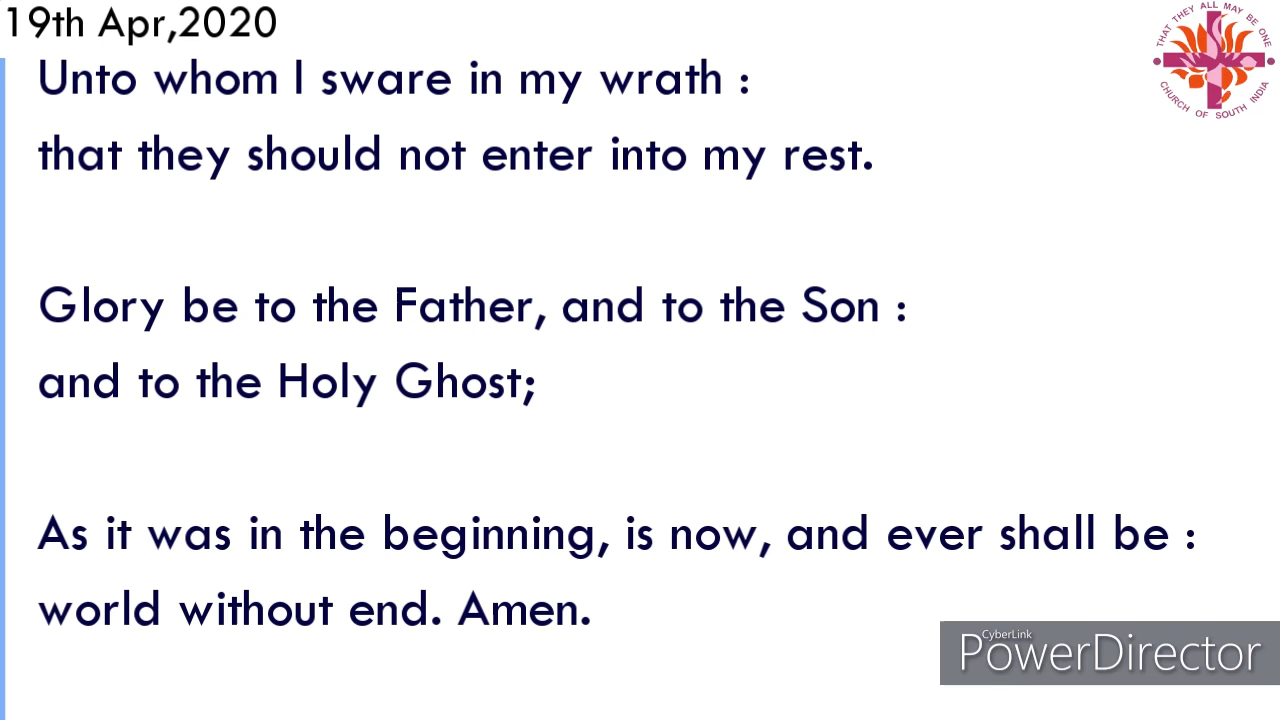 19th Apr,2020
THAT THEY ALL MAY BE ONE
CHURCH OF SOUTH INDIA
Unto whom I sware in my wrath :
that they should not enter into my rest.
Glory be to the Father, and to the Son :
and to the Holy Ghost;
As it was in the beginning, is now, and ever shall be :
world without end. Amen.
CyberLink
PowerDirector